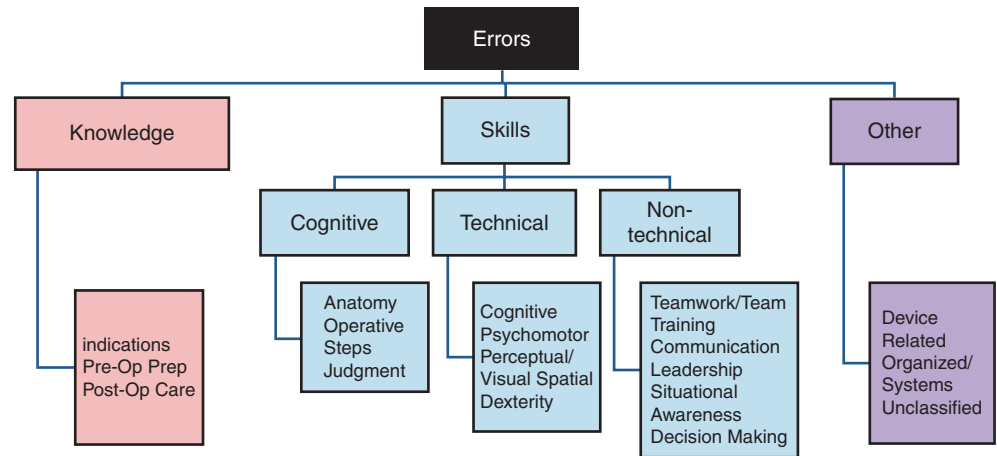 Errors
Knowledge
Skills
Other
Cognitive
Technical
Non-
technical
indications
Pre-Op Prep
Post-Op Care
Anatomy
Operative
Steps
Judgment
Cognitive
Psychomotor
Perceptual/
Visual Spatial
Dexterity
Teamwork/Team
Training
Communication
Leadership
Situational
Awareness
Decision Making
Device
Related
Organized/
Systems
Unclassified